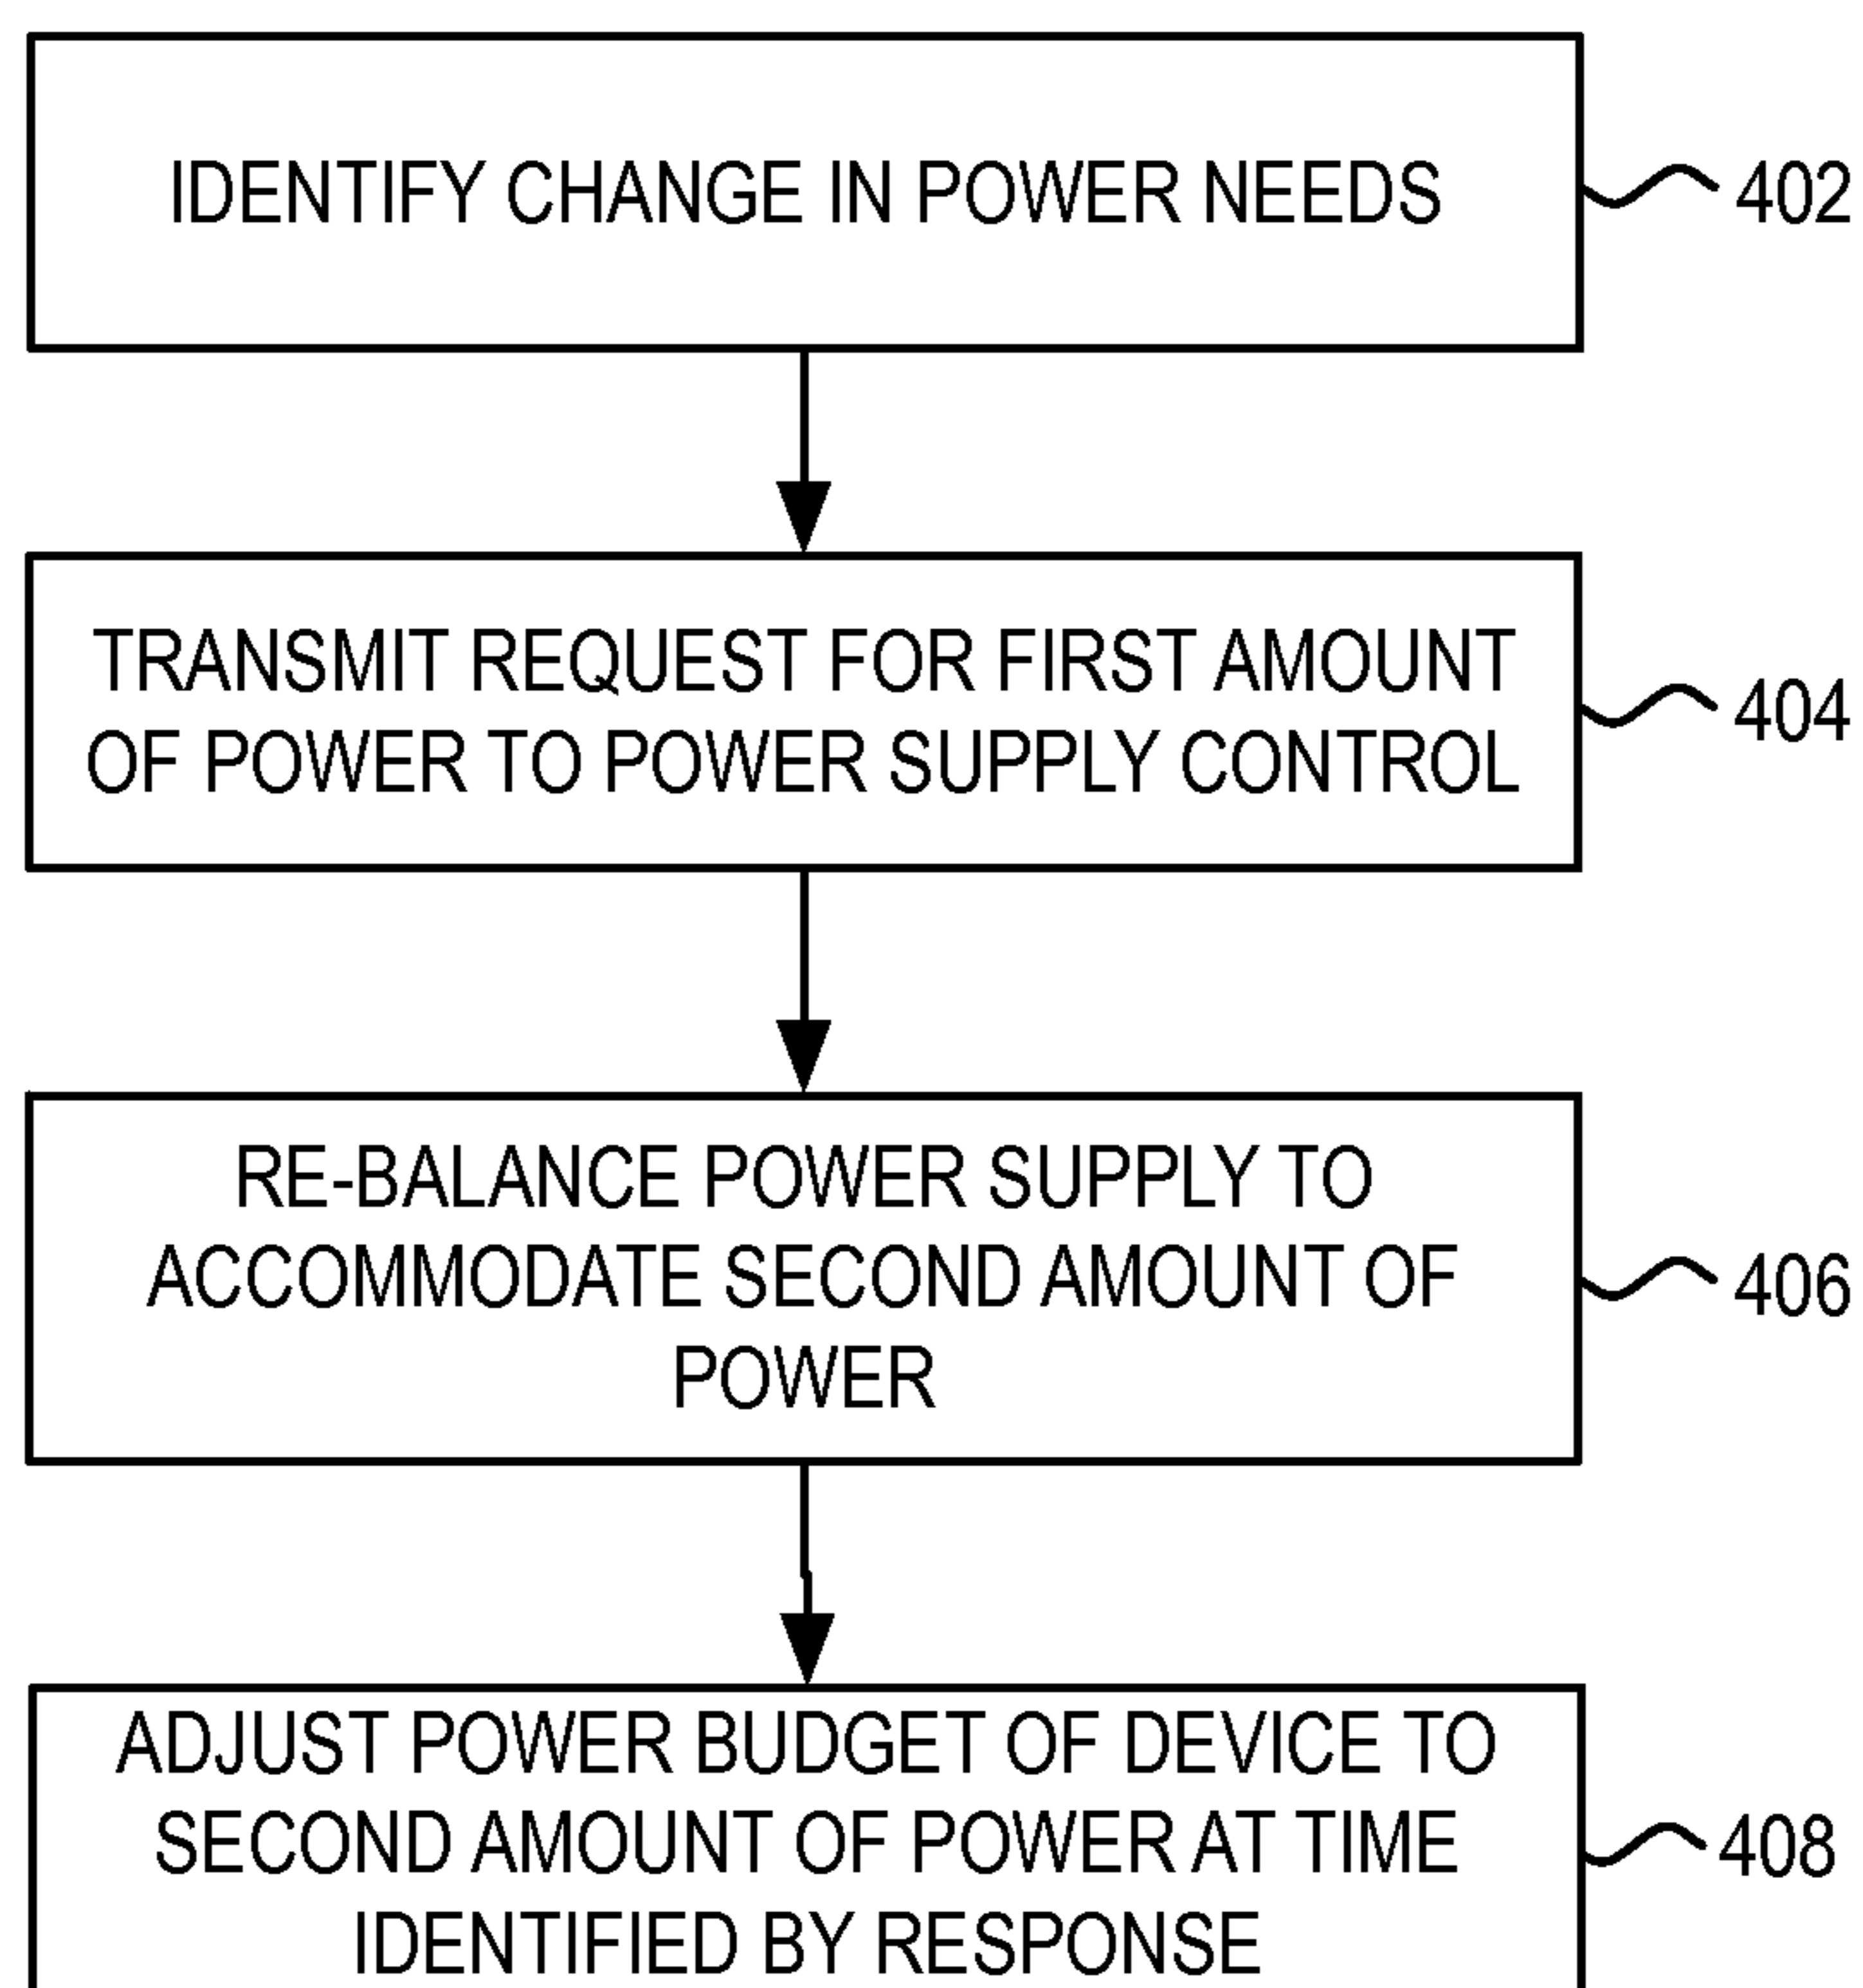 IDENTIFY CHANGE IN POWER NEEDS
402
TRANSMIT REQUEST FOR FIRST AMOUNT
OF POWER TO POWER SUPPLY CONTROL
404
RE-BALANCE POWER SUPPLY TO
ACCOMMODATE SECOND AMOUNT OF
POWER
406
ADJUST POWER BUDGET OF DEVICE TO
SECOND AMOUNT OF POWER AT TIME
IDENTIFIED BY RESPONSE
408